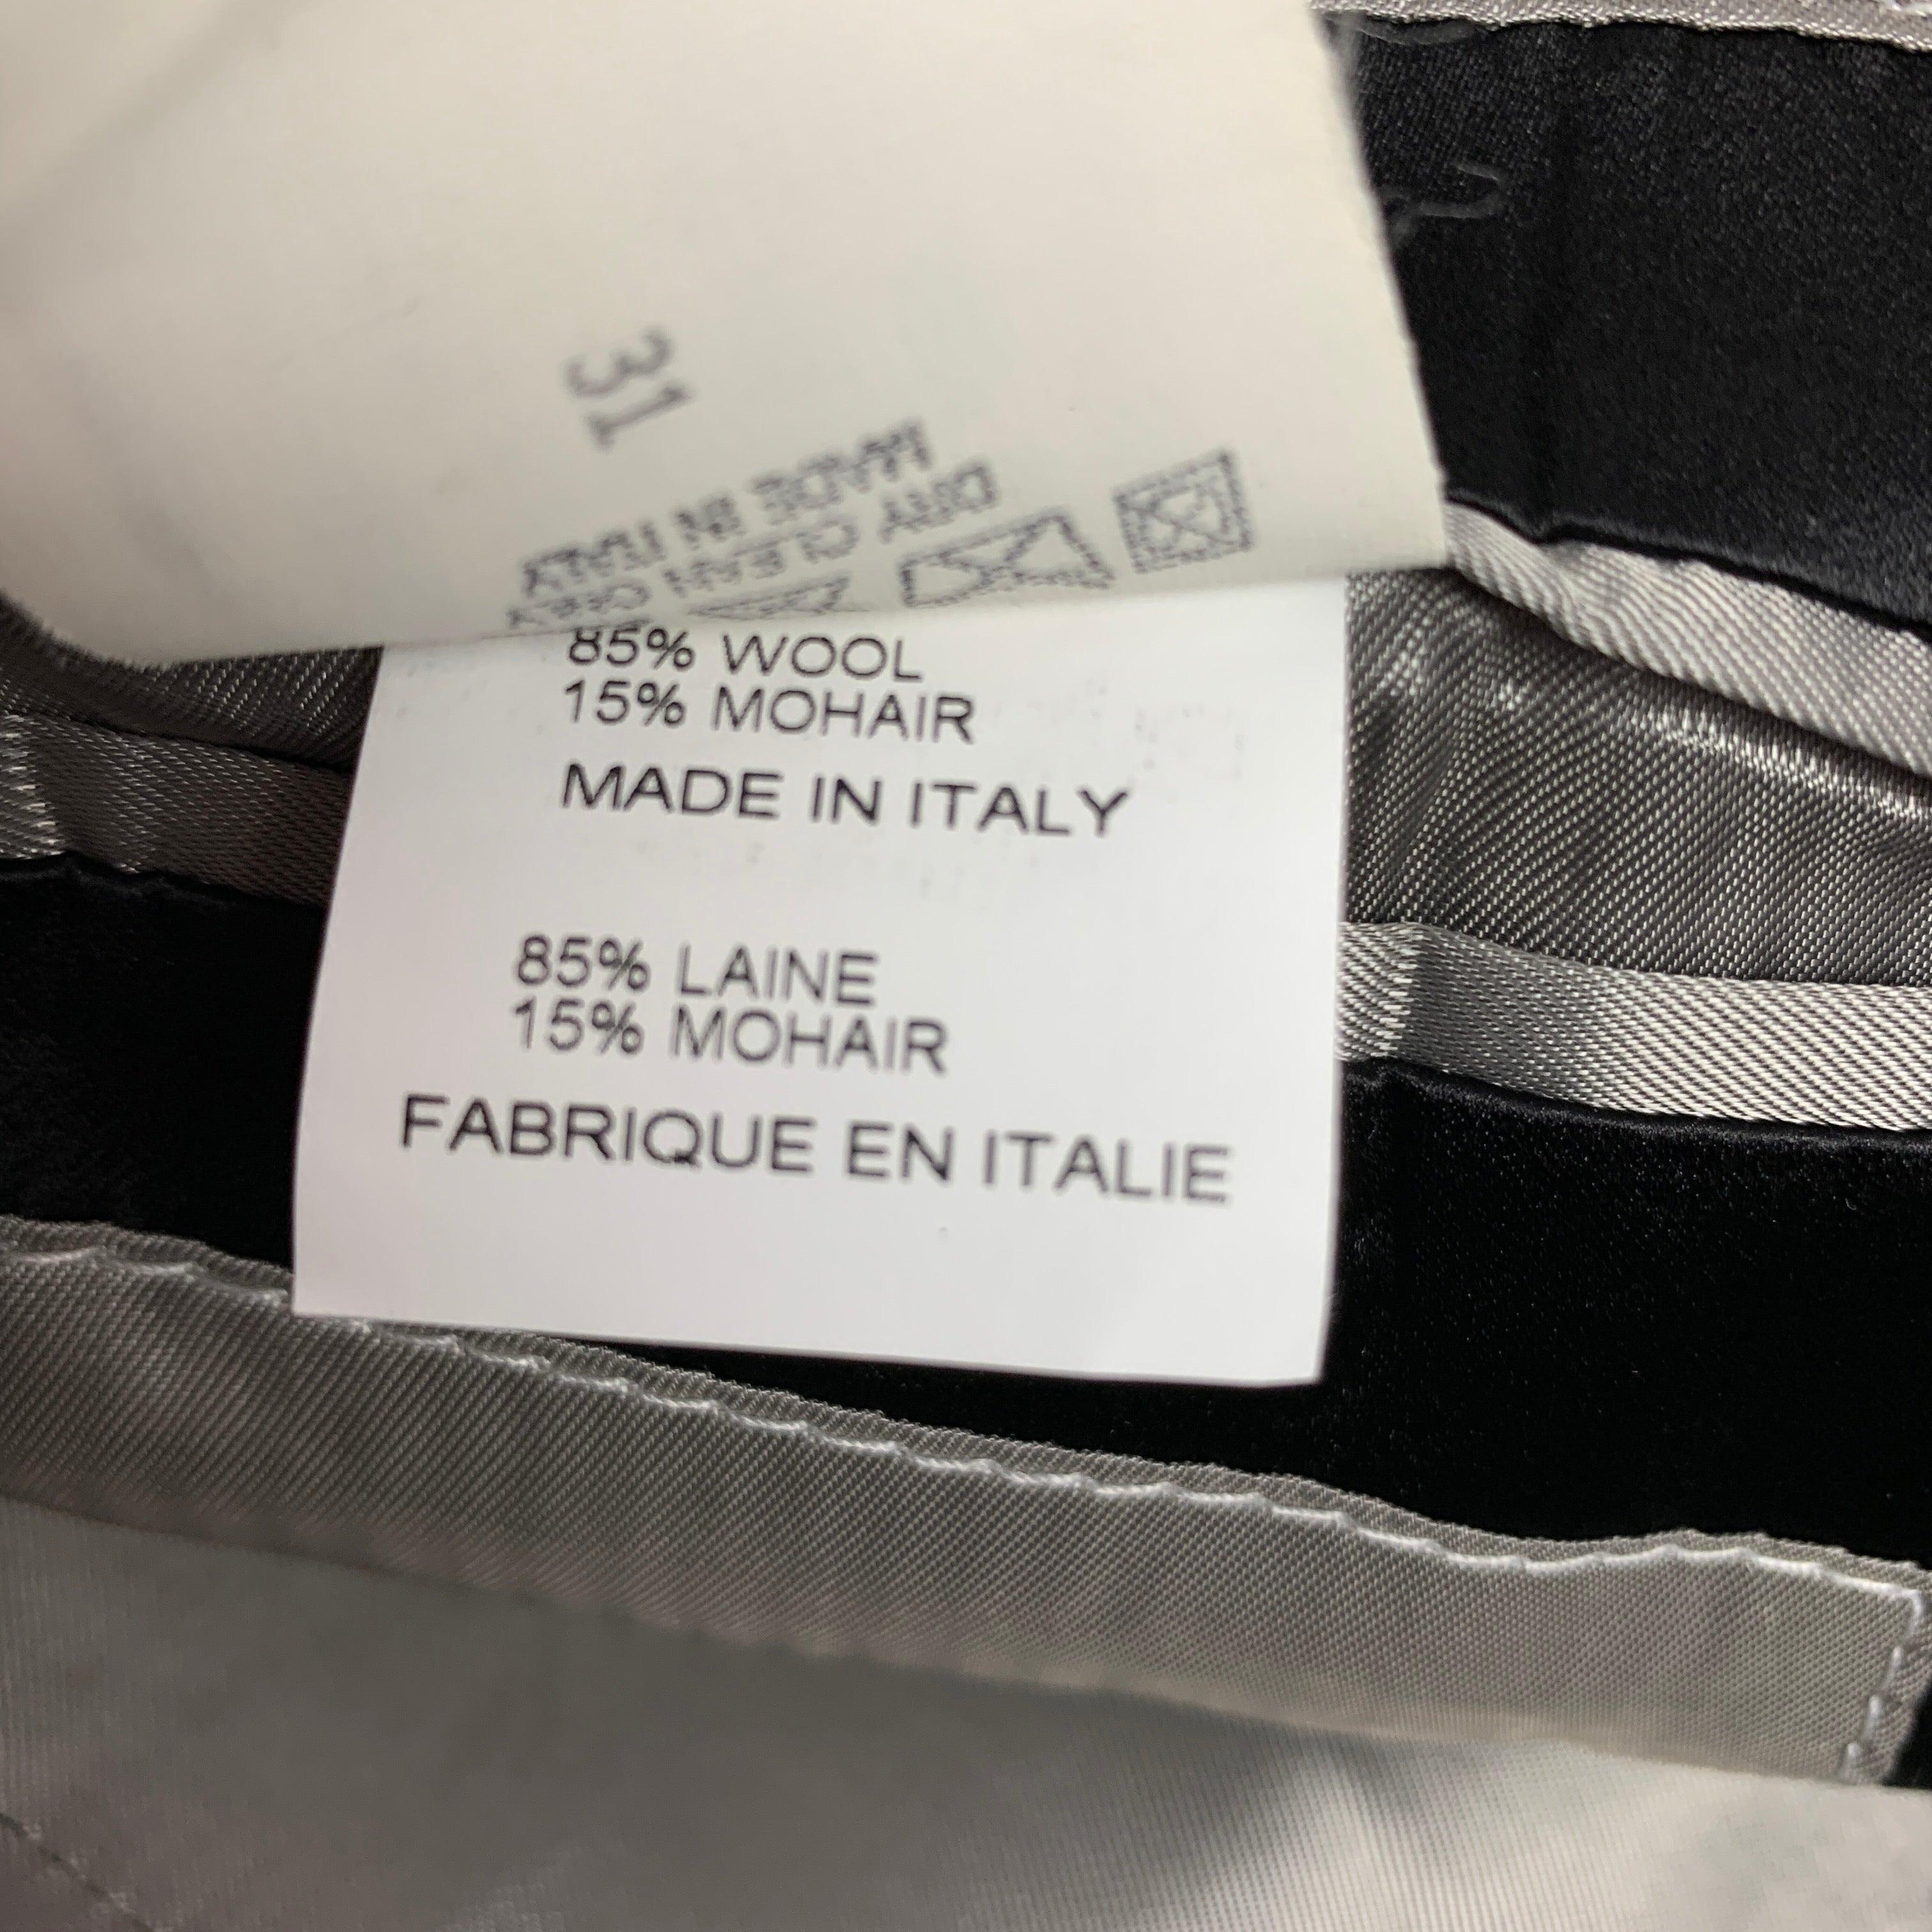 31
MADE IN ITALY
DRY CLEAN ONLY
85% WOOL
15% MOHAIR
MADE IN ITALY
85% LAINE
15% MOHAIR
FABRIQUE EN ITALIE